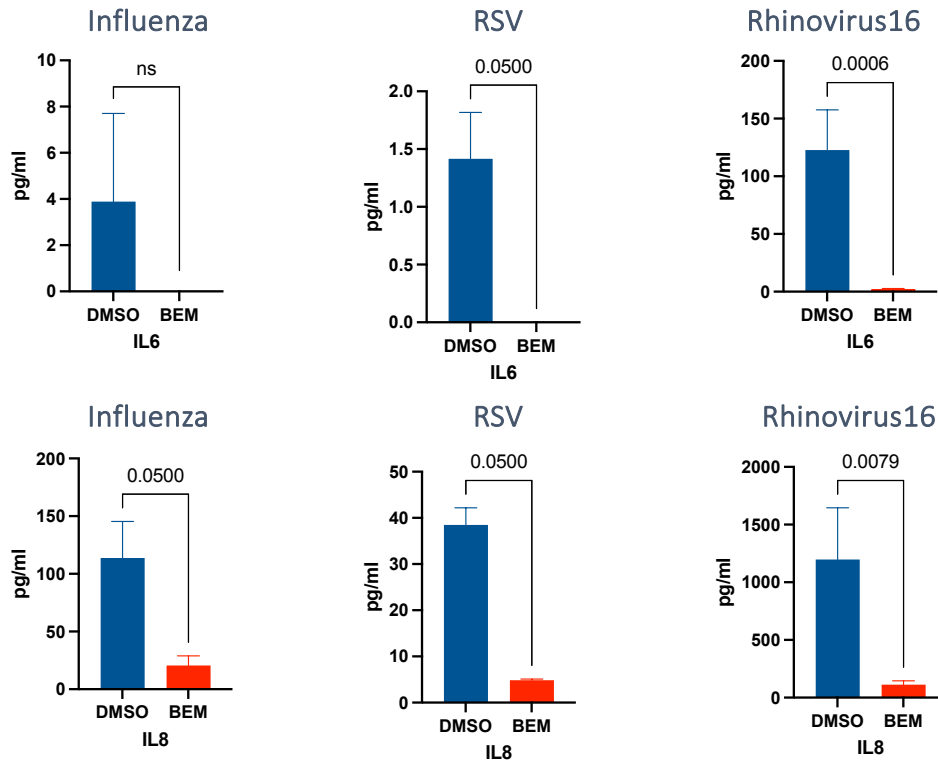 Influenza
RSV
Rhinovirus16
10
8
6
4
2
0
pg/ml
ns
DMSO BEM
IL6
2.0
1.5
1.0
0.5
0.0
pg/ml
0.0500
DMSO BEM
IL6
200
150
100
50
0
pg/ml
0.0006
DMSO BEM
IL6
Influenza
RSV
Rhinovirus16
200
150
100
50
0
pg/ml
0.0500
DMSO BEM
IL8
50
40
30
20
10
0
pg/ml
0.0500
DMSO BEM
IL8
2000
1500
1000
500
0
pg/ml
0.0079
DMSO BEM
IL8